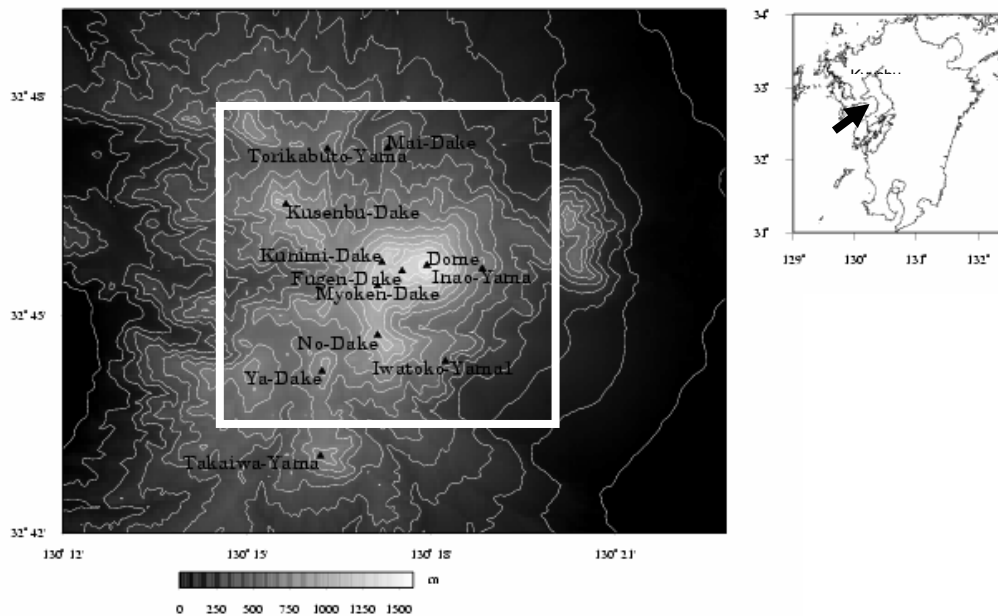 32° 48'
32° 45'
32° 42'
130° 12'
130° 15'
130° 18'
130° 21'
Torikabuto-Yama
Mai-Dake
Kusenbu-Dake
Kunimi-Dake
Dome
Fugen-Dake
Inao-Yama
Myoken-Dake
No-Dake
Iwatoko-Yama1
Ya-Dake
Takaiwa-Yama
m
0 250 500 750 1000 1250 1500
34°
33°
32°
31°
129° 130° 131° 132°